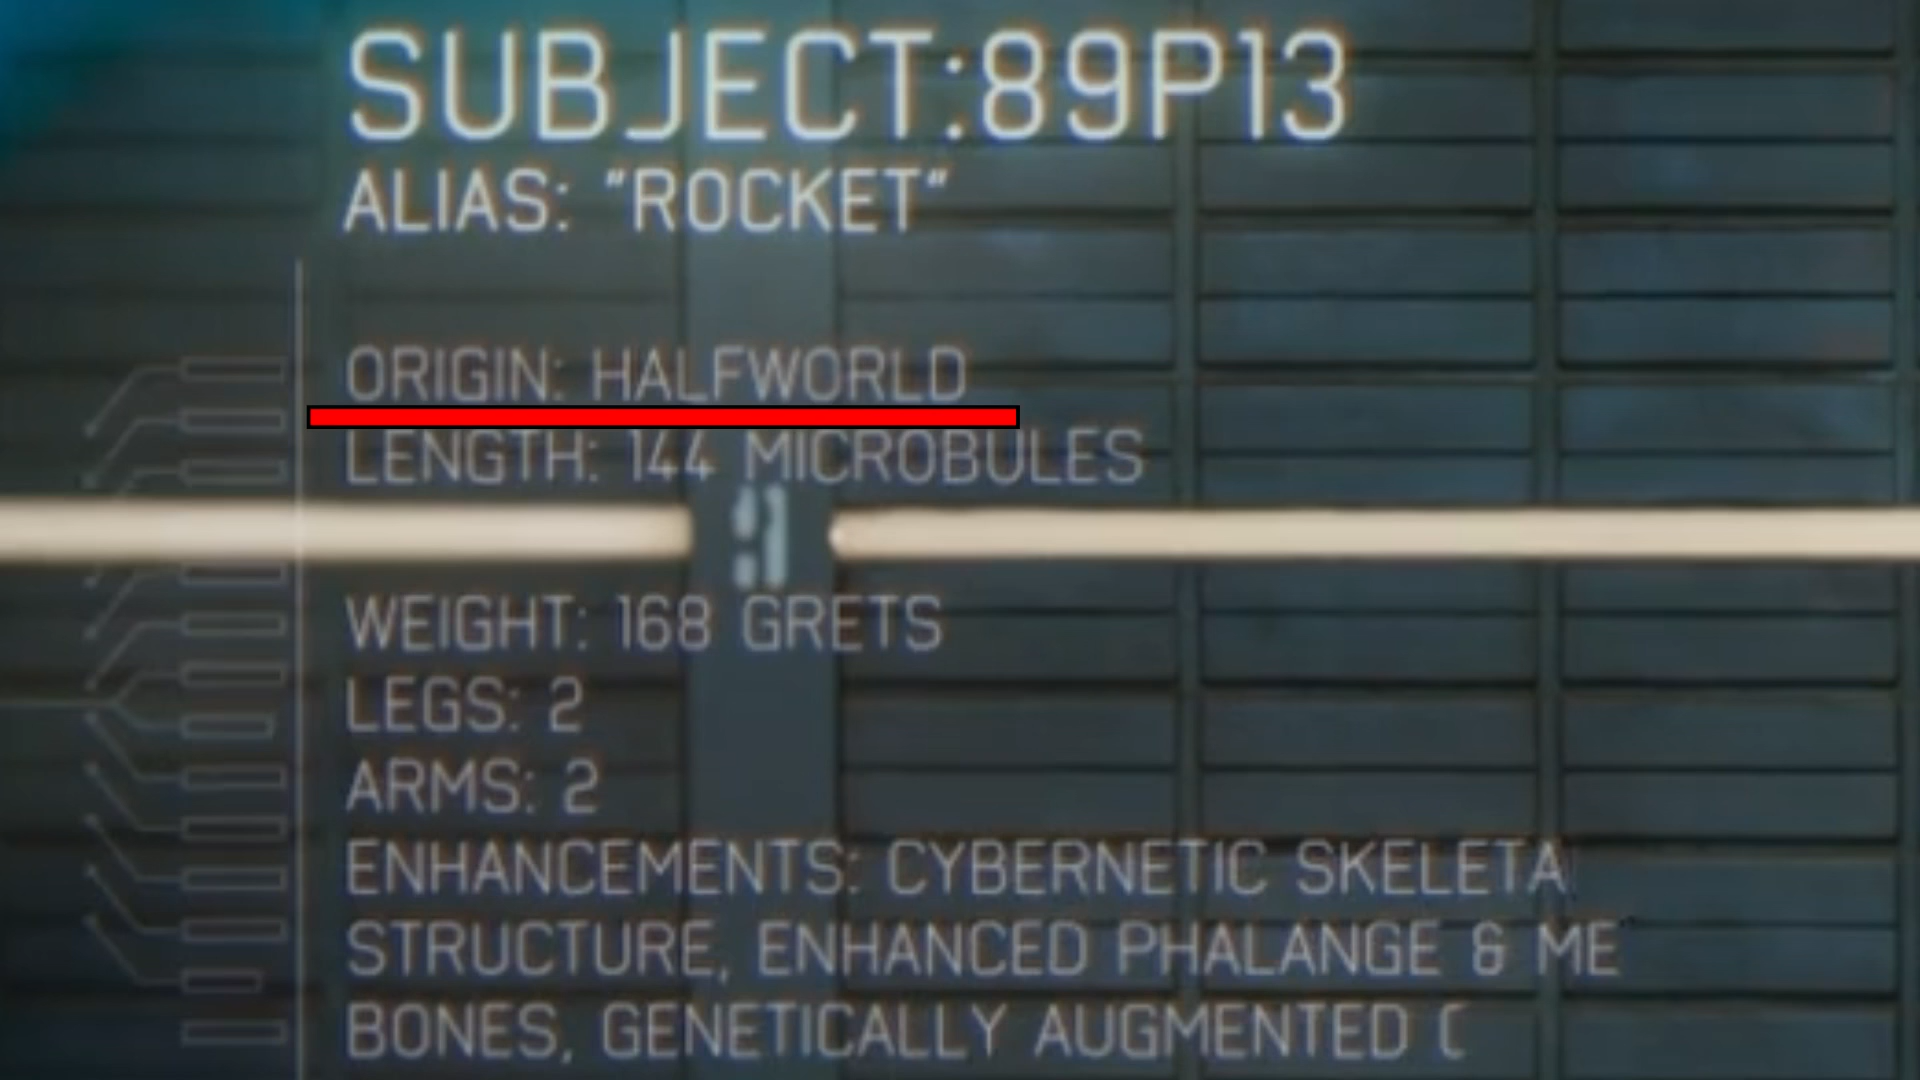 SUBJECT:89P13
ALIAS: "ROCKET"
ORIGIN: HALFWORLD
LENGTH: 144 MICROBULES
WEIGHT: 168 GRETS
LEGS: 2
ARMS: 2
ENHANCEMENTS: CYBERNETIC SKELETA
STRUCTURE, ENHANCED PHALANGE & ME
BONES, GENETICALLY AUGMENTED